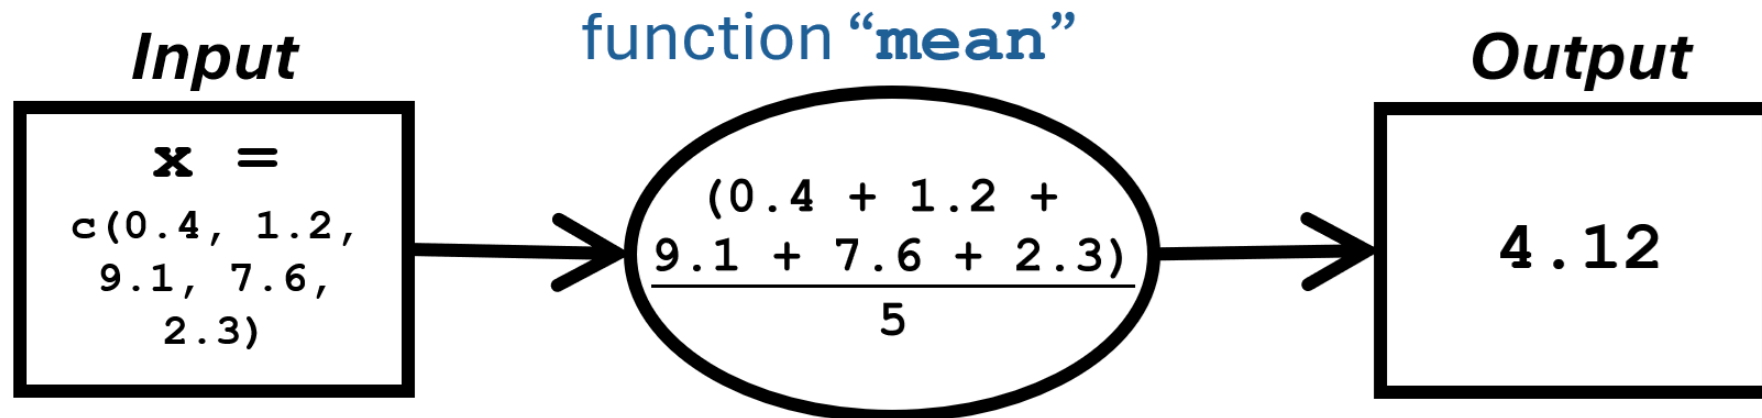 Input
x =
c(0.4, 1.2,
9.1, 7.6,
2.3)
function “mean”
(0.4 + 1.2 +
9.1 + 7.6 + 2.3)
5
Output
4.12